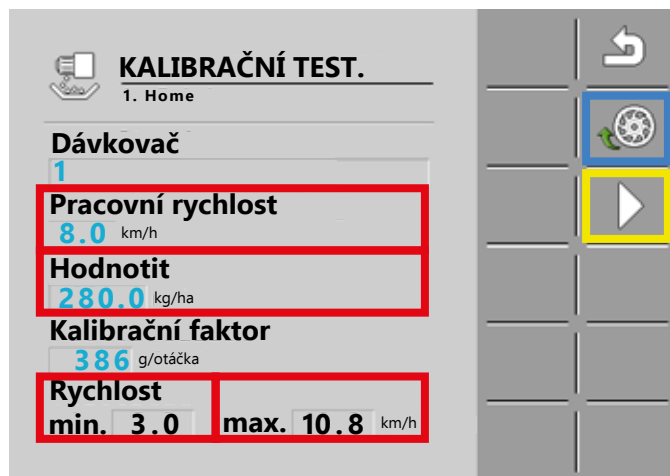 KALIBRAČNÍ TEST.
1. Home
Dávkovač
1
Pracovní rychlost
8.0 km/h
Hodnotit
280.0 kg/ha
Kalibrační faktor
386 g/otáčka
Rychlost
min. 3.0 max. 10.8 km/h